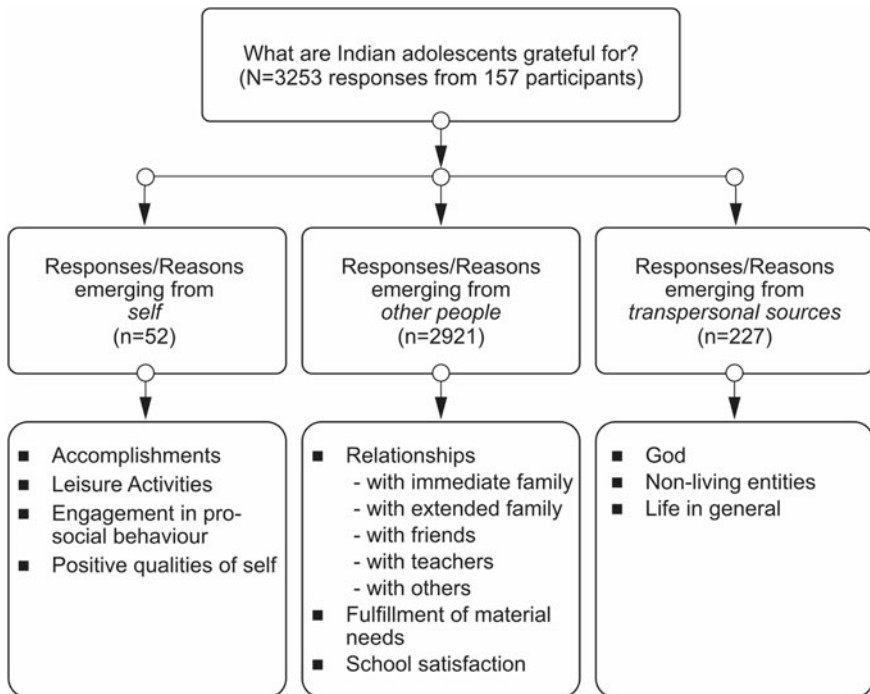 What are Indian adolescents grateful for?
(N=3253 responses from 157 participants)
Responses/Reasons
emerging from
self
(n=52)
Responses/Reasons
emerging from
other people
(n=2921)
Responses/Reasons
emerging from
transpersonal sources
(n=227)
■ Accomplishments
■ Leisure Activities
■ Engagement in pro-
social behaviour
■ Positive qualities of self
■ Relationships
- with immediate family
- with extended family
- with friends
- with teachers
- with others
■ Fulfillment of material
needs
■ School satisfaction
■ God
■ Non-living entities
■ Life in general